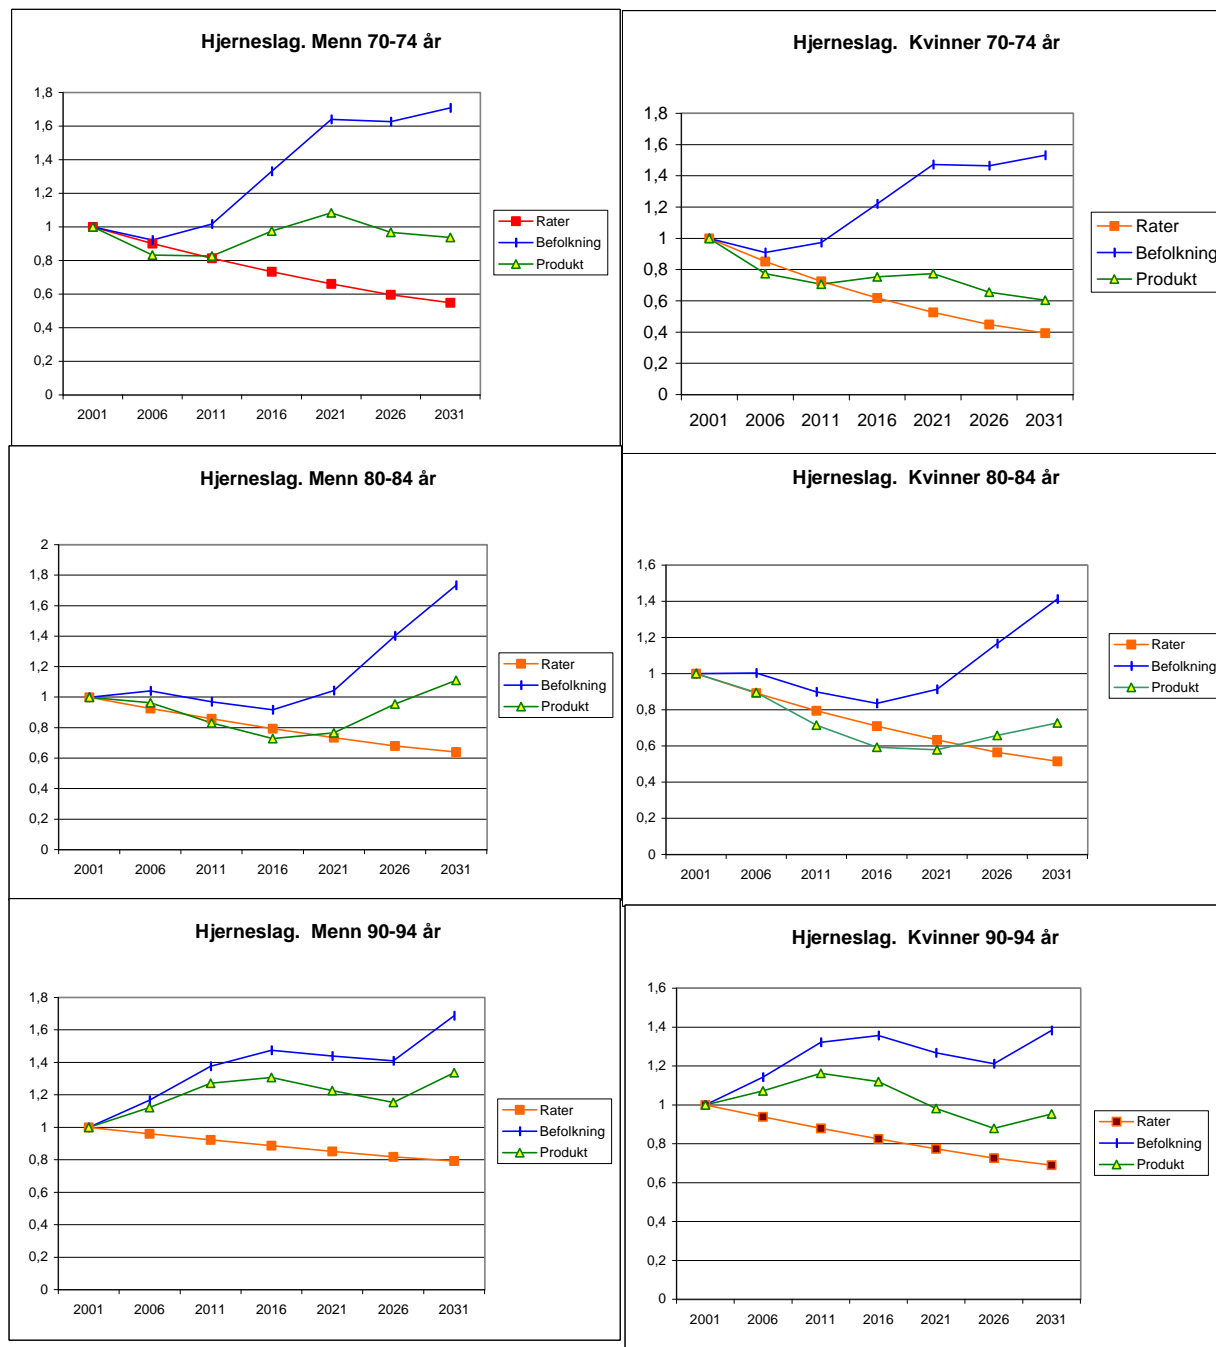 Hjerneslag. Menn 70-74 år
1,8
1,6
1,4
1,2
1
0,8
0,6
0,4
0,2
0
2001 2006 2011 2016 2021 2026 2031
Rater
Befolkning
Produkt
Hjerneslag. Kvinner 70-74 år
1,8
1,6
1,4
1,2
1
0,8
0,6
0,4
0,2
0
2001 2006 2011 2016 2021 2026 2031
Rater
Befolkning
Produkt
Hjerneslag. Menn 80-84 år
2
1,8
1,6
1,4
1,2
1
0,8
0,6
0,4
0,2
0
2001 2006 2011 2016 2021 2026 2031
Rater
Befolkning
Produkt
Hjerneslag. Kvinner 80-84 år
1,6
1,4
1,2
1
0,8
0,6
0,4
0,2
0
2001 2006 2011 2016 2021 2026 2031
Rater
Befolkning
Produkt
Hjerneslag. Menn 90-94 år
1,8
1,6
1,4
1,2
1
0,8
0,6
0,4
0,2
0
2001 2006 2011 2016 2021 2026 2031
Rater
Befolkning
Produkt
Hjerneslag. Kvinner 90-94 år
1,6
1,4
1,2
1
0,8
0,6
0,4
0,2
0
2001 2006 2011 2016 2021 2026 2031
Rater
Befolkning
Produkt